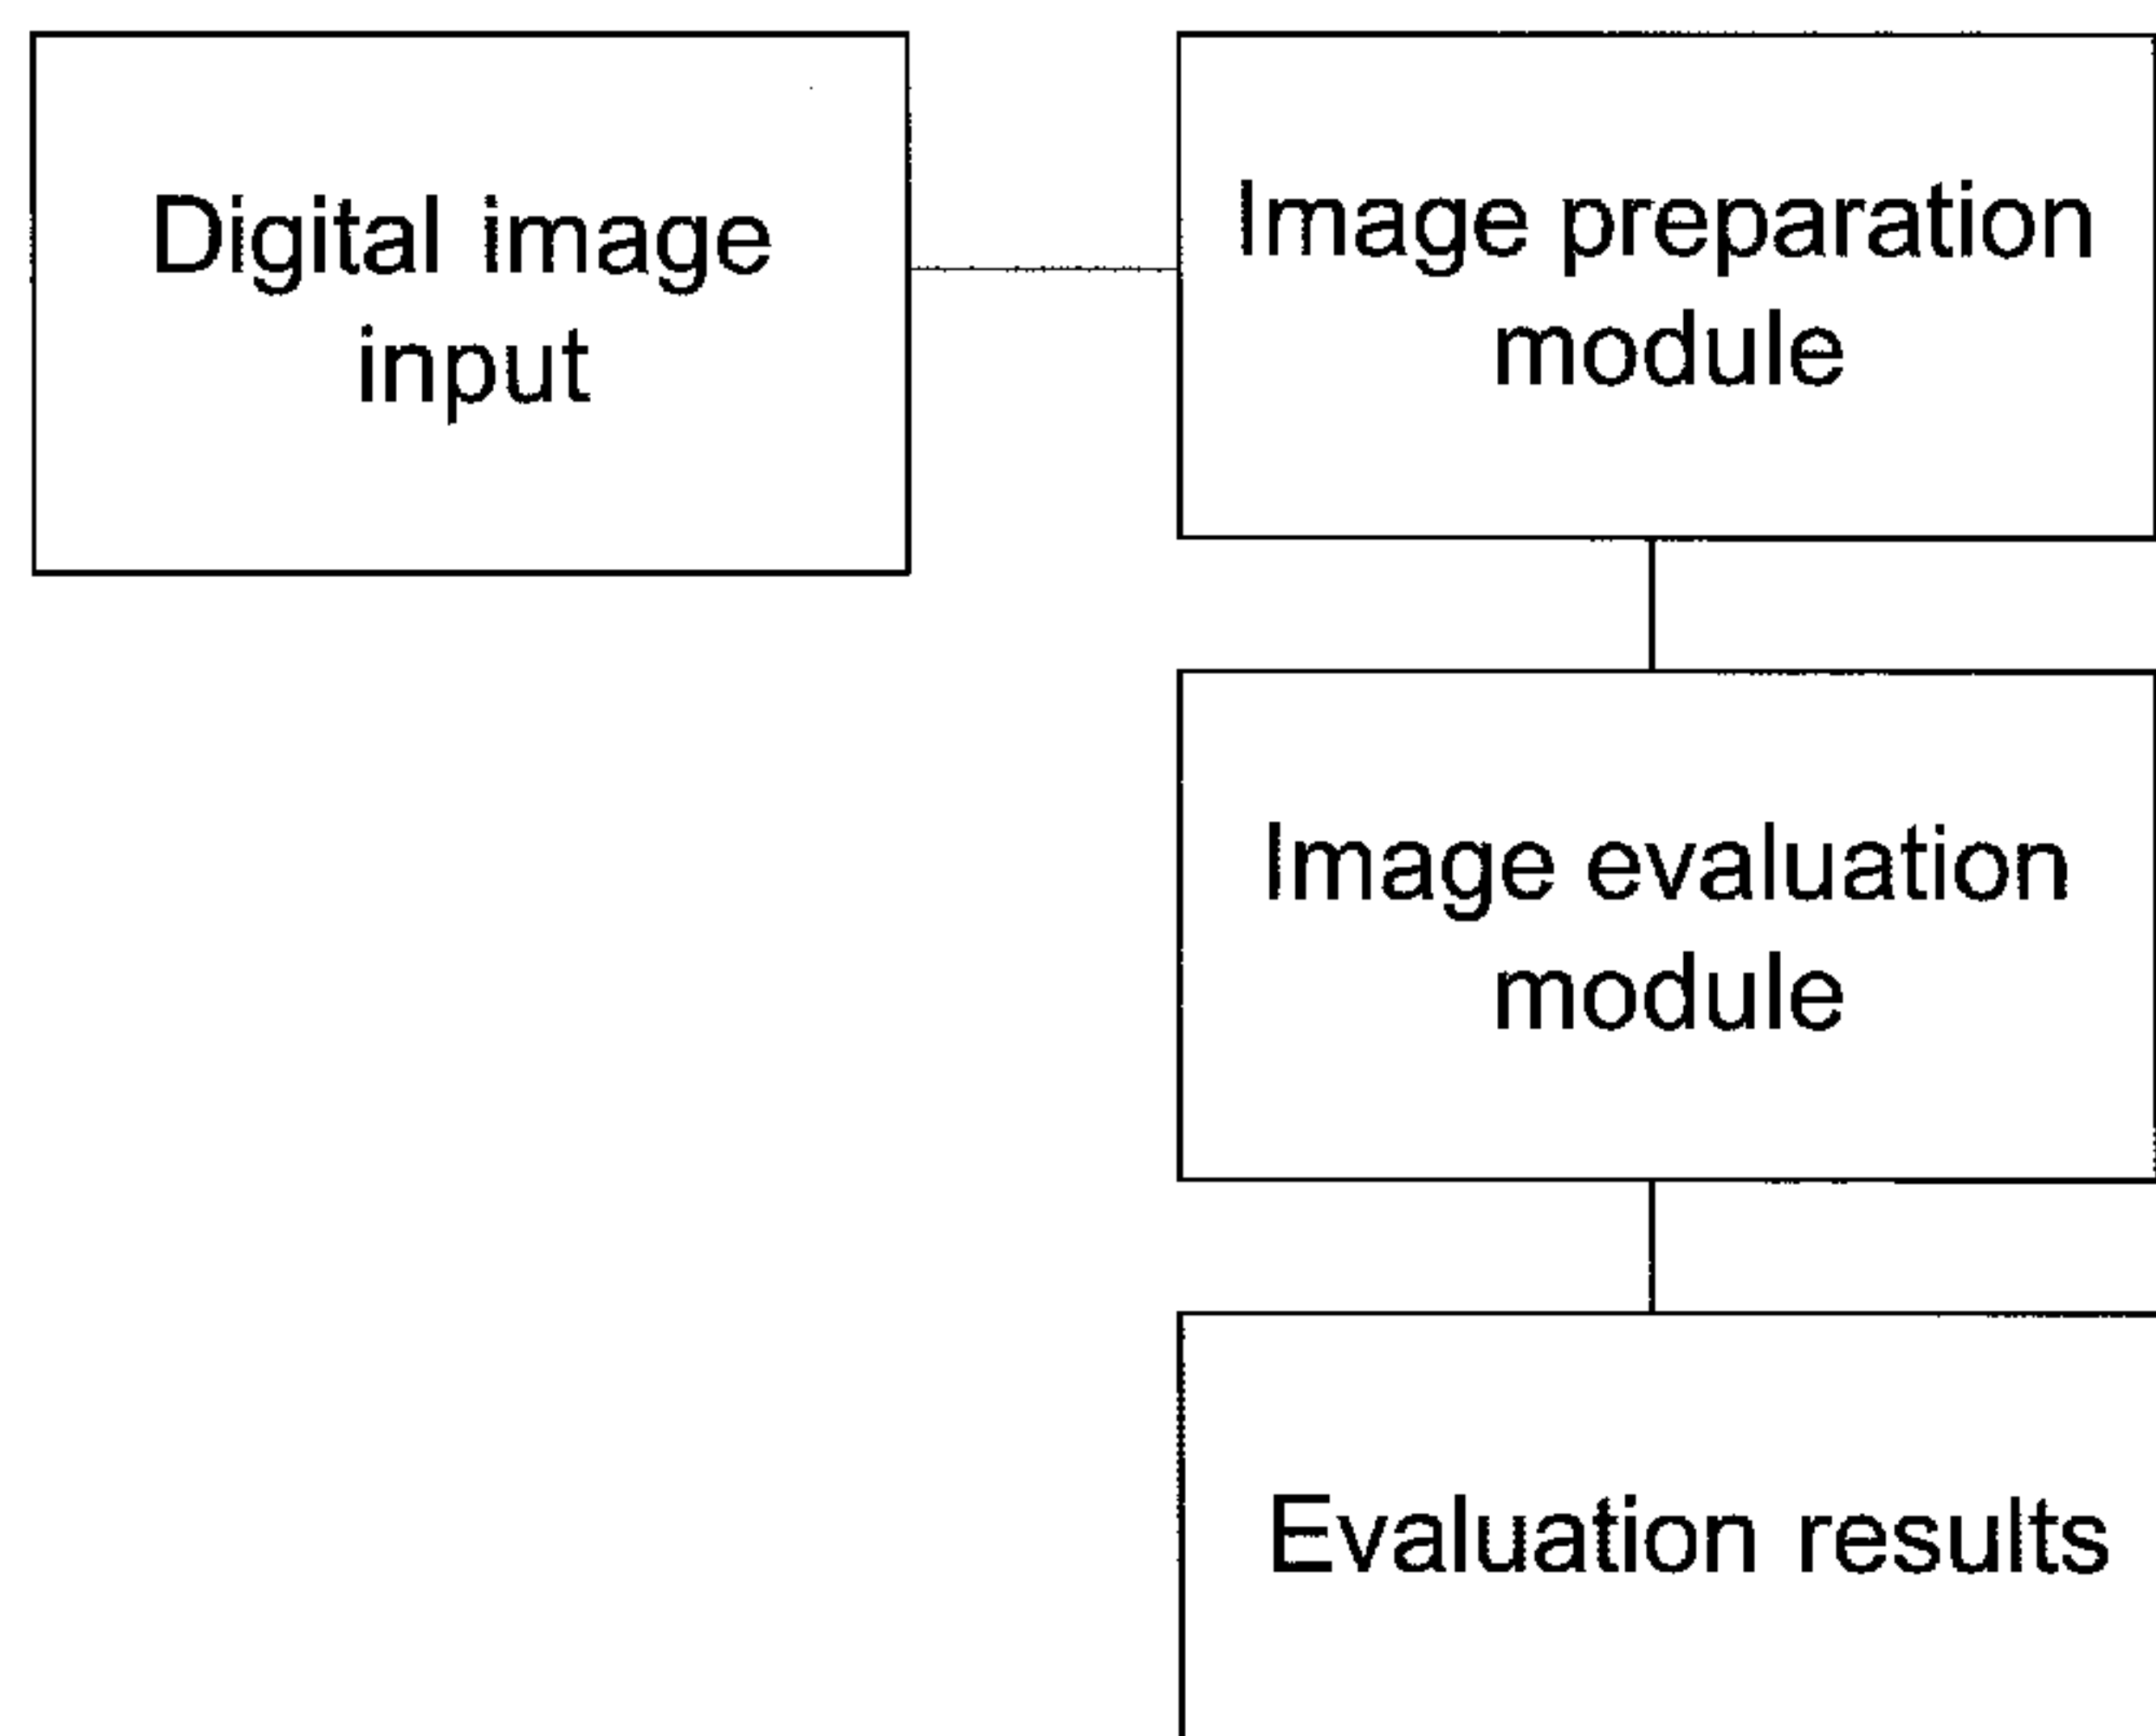 Digital image
input
Image preparation
module
Image evaluation
module
Evaluation results